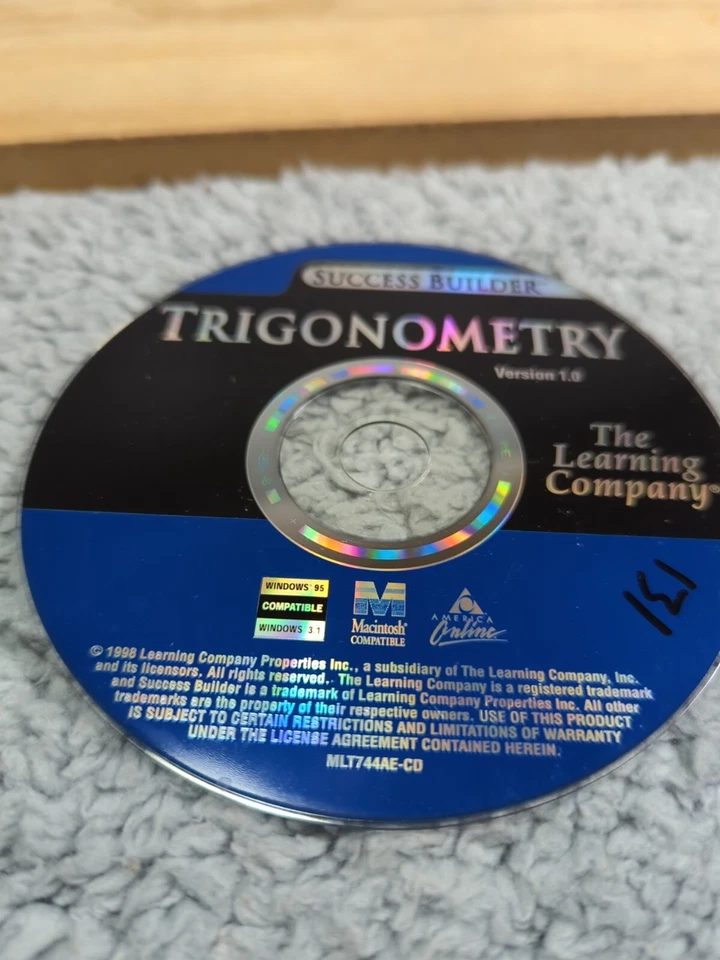 SUCCESS BUILDER™
TRIGONOMETRY
Version 1.0
The
Learning
Company®
WINDOWS® 95
COMPATIBLE
WINDOWS® 3.1
Macintosh®
COMPATIBLE
AMERICA
Online
© 1998 Learning Company Properties Inc., a subsidiary of The Learning Company, Inc.
and its licensors. All rights reserved. The Learning Company is a registered trademark
and Success Builder is a trademark of Learning Company Properties Inc. All other
trademarks are the property of their respective owners. USE OF THIS PRODUCT
IS SUBJECT TO CERTAIN RESTRICTIONS AND LIMITATIONS OF WARRANTY
UNDER THE LICENSE AGREEMENT CONTAINED HEREIN.
MLT744AE-CD